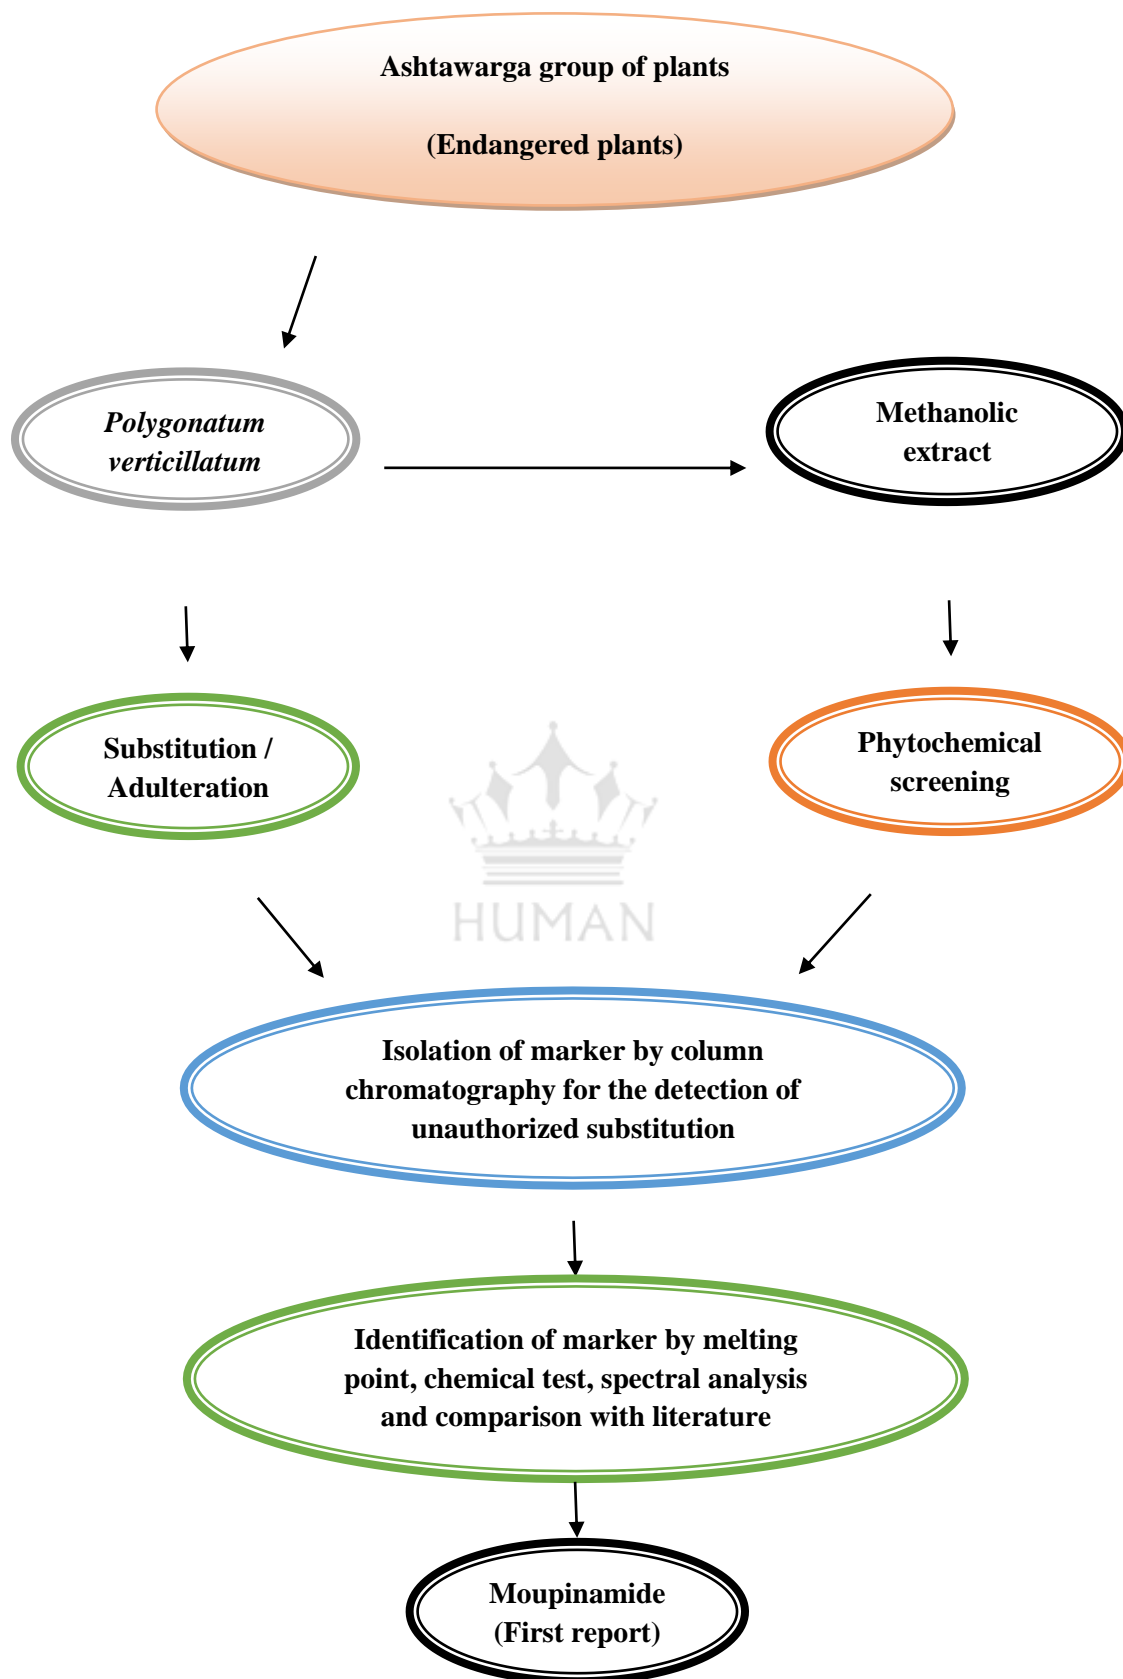 Ashtawarga group of plants
(Endangered plants)
Polygonatum
verticillatum
Methanolic
extract
Substitution /
Adulteration
Phytochemical
screening
HUMAN
Isolation of marker by column
chromatography for the detection of
unauthorized substitution
Identification of marker by melting
point, chemical test, spectral analysis
and comparison with literature
Moupinamide
(First report)